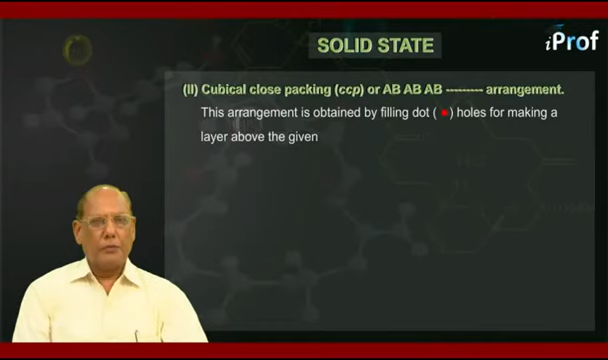 SOLID STATE
iProf
(II) Cubical close packing (ccp) or AB AB AB --------- arrangement.
This arrangement is obtained by filling dot ( • ) holes for making a
layer above the given